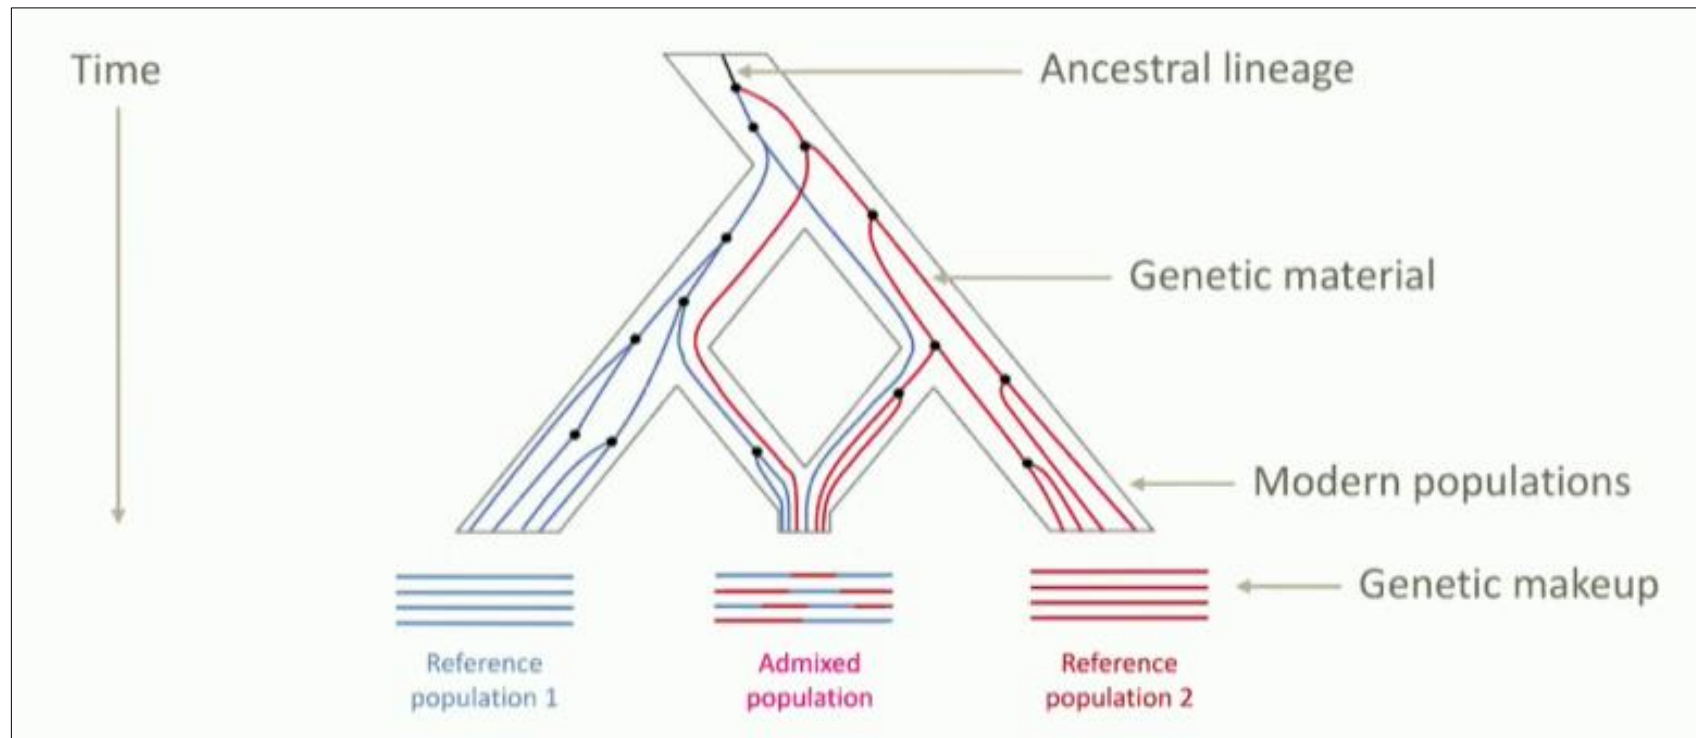 Time
Ancestral lineage
Genetic material
Modern populations
Genetic makeup
Reference
population 1
Admixed
population
Reference
population 2